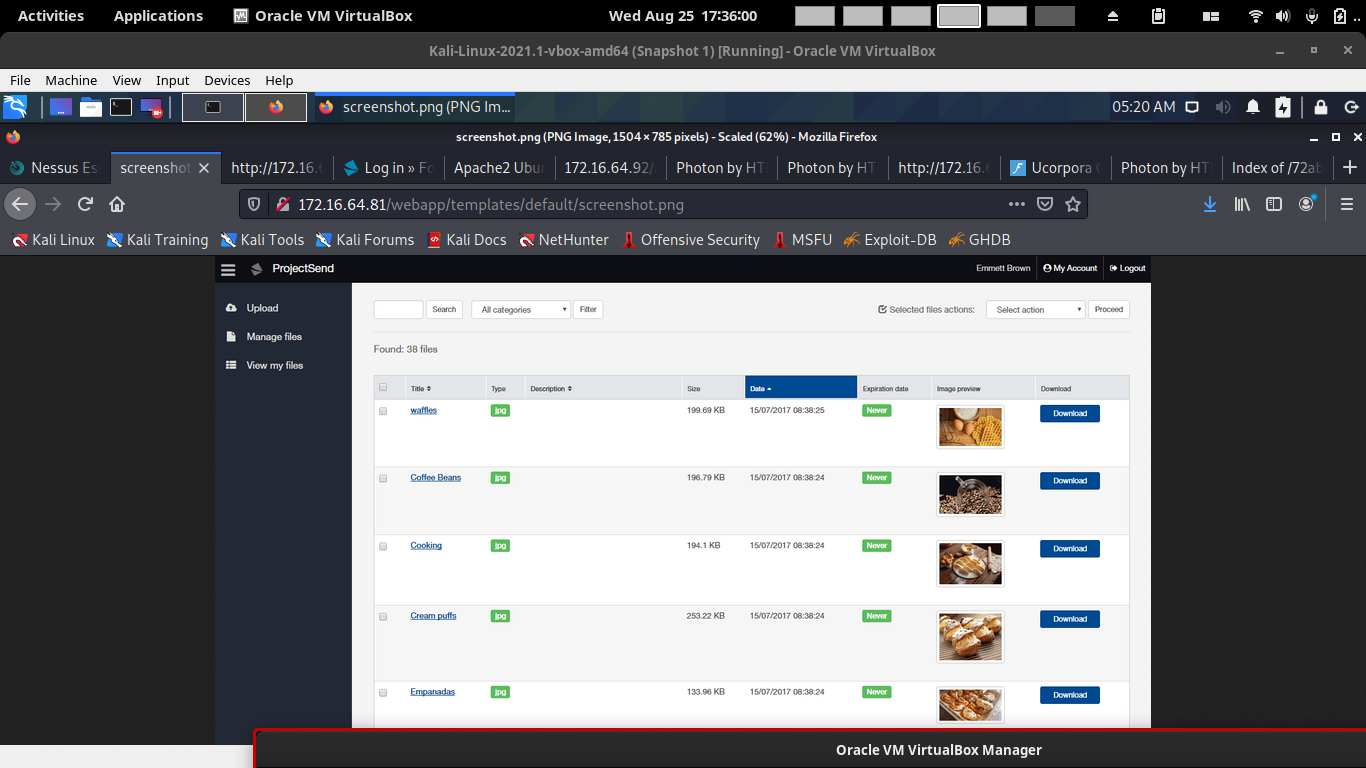 Activities Applications Oracle VM VirtualBox Wed Aug 25 17:36:00
Kali-Linux-2021.1-vbox-amd64 (Snapshot 1) [Running] - Oracle VM VirtualBox
File Machine View Input Devices Help
screenshot.png (PNG Im... 05:20 AM
screenshot.png (PNG Image, 1504 × 785 pixels) - Scaled (62%) - Mozilla Firefox
Nessus Es screenshot http://172.16.6 Log in » Fo Apache2 Ubun 172.16.64.92/ Photon by HT Photon by HT http://172.16.6 Ucorpora Photon by HT Index of /72ab
172.16.64.81/webapp/templates/default/screenshot.png
Kali Linux Kali Training Kali Tools Kali Forums Kali Docs NetHunter Offensive Security MSFU Exploit-DB GHDB
ProjectSend Emmett Brown My Account Logout
Upload
Manage files
View my files
Search All categories Filter Selected files actions: Select action Proceed
Found: 38 files
Title Type Description Size Date Expiration date Image preview Download
waffles jpg 199.69 KB 15/07/2017 08:38:25 Never Download
Coffee Beans jpg 196.79 KB 15/07/2017 08:38:24 Never Download
Cooking jpg 194.1 KB 15/07/2017 08:38:24 Never Download
Cream puffs jpg 253.22 KB 15/07/2017 08:38:24 Never Download
Empanadas jpg 133.96 KB 15/07/2017 08:38:24 Never Download
Oracle VM VirtualBox Manager